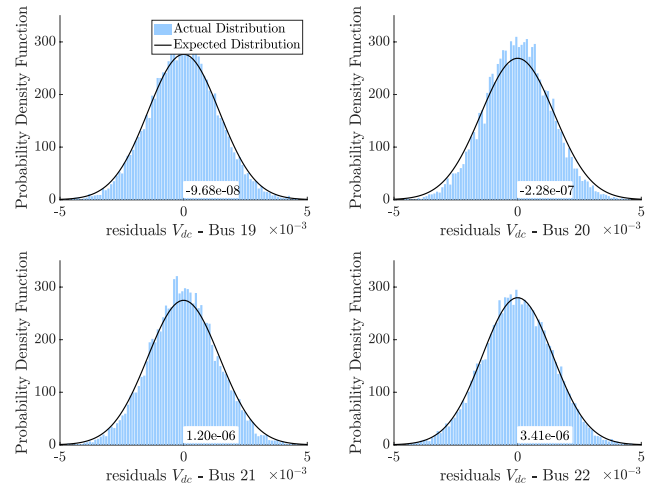 Actual Distribution
Expected Distribution
Probability Density Function
300
200
100
0
-9.68e-08
-5 0 5
residuals V_dc - Bus 19 ×10⁻³
Probability Density Function
300
200
100
0
-2.28e-07
-5 0 5
residuals V_dc - Bus 20 ×10⁻³
Probability Density Function
300
200
100
0
1.20e-06
-5 0 5
residuals V_dc - Bus 21 ×10⁻³
Probability Density Function
300
200
100
0
3.41e-06
-5 0 5
residuals V_dc - Bus 22 ×10⁻³